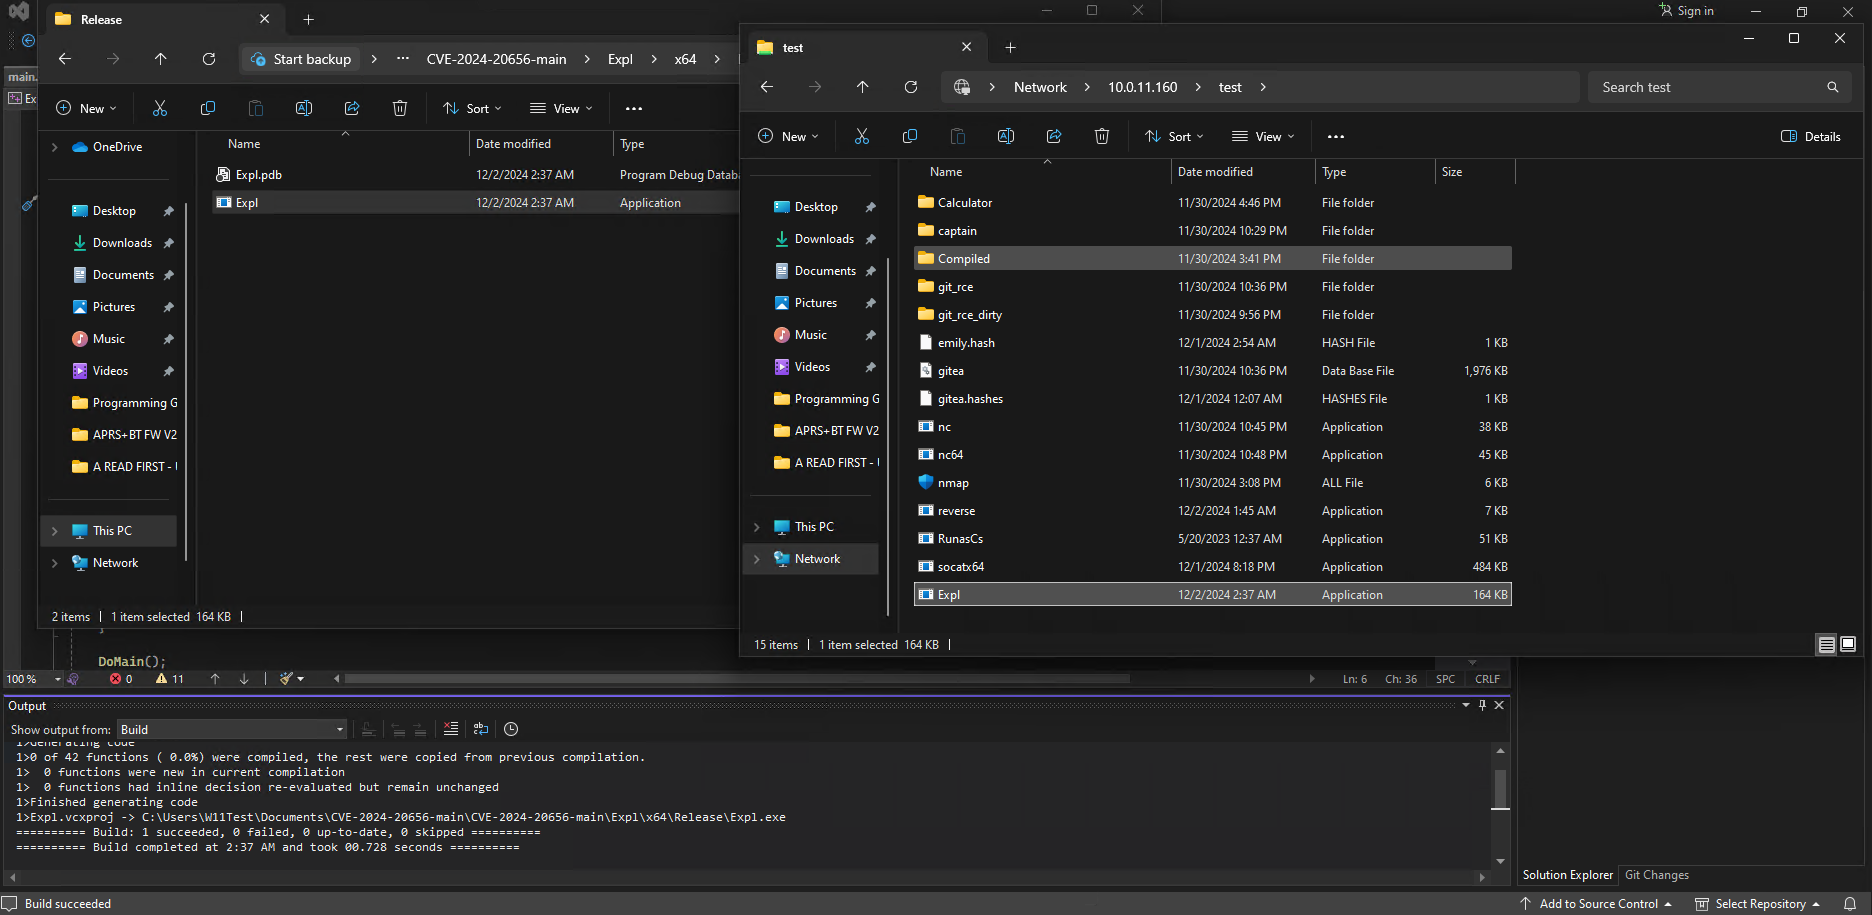 Release
Sign in
test
Start backup
CVE-2024-20656-main
Expl
x64
Network
10.0.11.160
test
Search test
main.
Ex
New
Sort
View
New
Sort
View
Details
Name
Date modified
Type
OneDrive
Expl.pdb
12/2/2024 2:37 AM
Program Debug Databa
Expl
12/2/2024 2:37 AM
Application
Desktop
Downloads
Documents
Pictures
Music
Videos
Programming G
APRS+BT FW V2
A READ FIRST -
This PC
Network
2 items
1 item selected 164 KB
Name
Date modified
Type
Size
Desktop
Downloads
Documents
Pictures
Music
Videos
Programming G
APRS+BT FW V2
A READ FIRST -
This PC
Network
Calculator 11/30/2024 4:46 PM File folder
captain 11/30/2024 10:29 PM File folder
Compiled 11/30/2024 3:41 PM File folder
git_rce 11/30/2024 10:36 PM File folder
git_rce_dirty 11/30/2024 9:56 PM File folder
emily.hash 12/1/2024 2:54 AM HASH File 1 KB
gitea 11/30/2024 10:36 PM Data Base File 1,976 KB
gitea.hashes 12/1/2024 12:07 AM HASHES File 1 KB
nc 11/30/2024 10:45 PM Application 38 KB
nc64 11/30/2024 10:48 PM Application 45 KB
nmap 11/30/2024 3:08 PM ALL File 6 KB
reverse 12/2/2024 1:45 AM Application 7 KB
RunasCs 5/20/2023 12:37 AM Application 51 KB
socatx64 12/1/2024 8:18 PM Application 484 KB
Expl 12/2/2024 2:37 AM Application 164 KB
15 items
1 item selected 164 KB
DoMain();
100 %
0
11
Ln: 6
Ch: 36
SPC
CRLF
Output
Show output from: Build
1>Generating code
1>0 of 42 functions ( 0.0%) were compiled, the rest were copied from previous compilation.
1>  0 functions were new in current compilation
1>  0 functions had inline decision re-evaluated but remain unchanged
1>Finished generating code
1>Expl.vcxproj -> C:\Users\W11Test\Documents\CVE-2024-20656-main\CVE-2024-20656-main\Expl\x64\Release\Expl.exe
========== Build: 1 succeeded, 0 failed, 0 up-to-date, 0 skipped ==========
========== Build completed at 2:37 AM and took 00.728 seconds ==========
Solution Explorer
Git Changes
Build succeeded
Add to Source Control
Select Repository